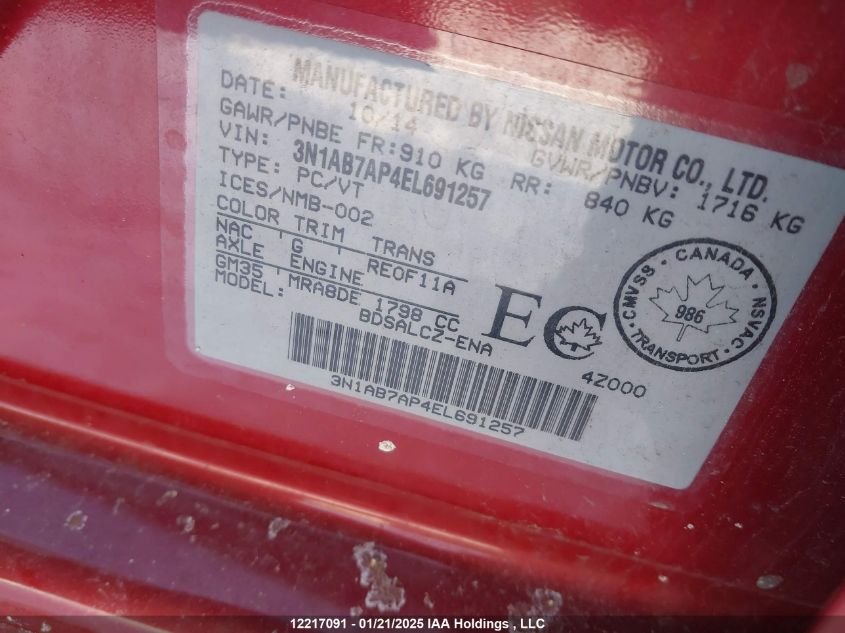 MANUFACTURED BY NISSAN MOTOR CO., LTD.
DATE: 10/14 GVWR/PNBV: 1716 KG
GAWR/PNBE FR: 910 KG RR: 840 KG
VIN: 3N1AB7AP4EL691257
TYPE: PC/VT
ICES/NMB-002
COLOR TRIM TRANS
NAC G RE0F11A
AXLE ENGINE
GM35 MRA8DE 1798 CC
MODEL: BDSALCZ-ENA
EC
CMVSS · CANADA · NSVAC · TRANSPORT ·
986
4Z000
3N1AB7AP4EL691257
12217091 - 01/21/2025 IAA Holdings , LLC